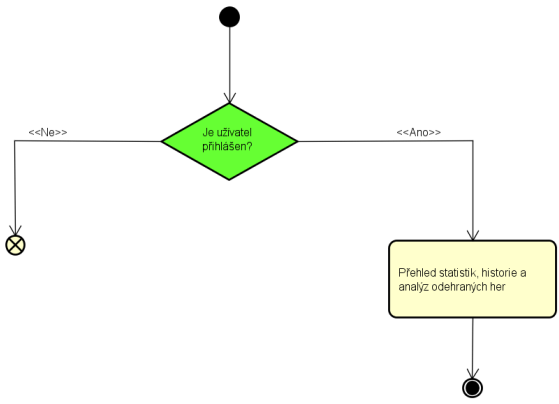 Je uživatel
přihlášen?
<<Ne>>
<<Ano>>
Přehled statistik, historie a
analýz odehraných her